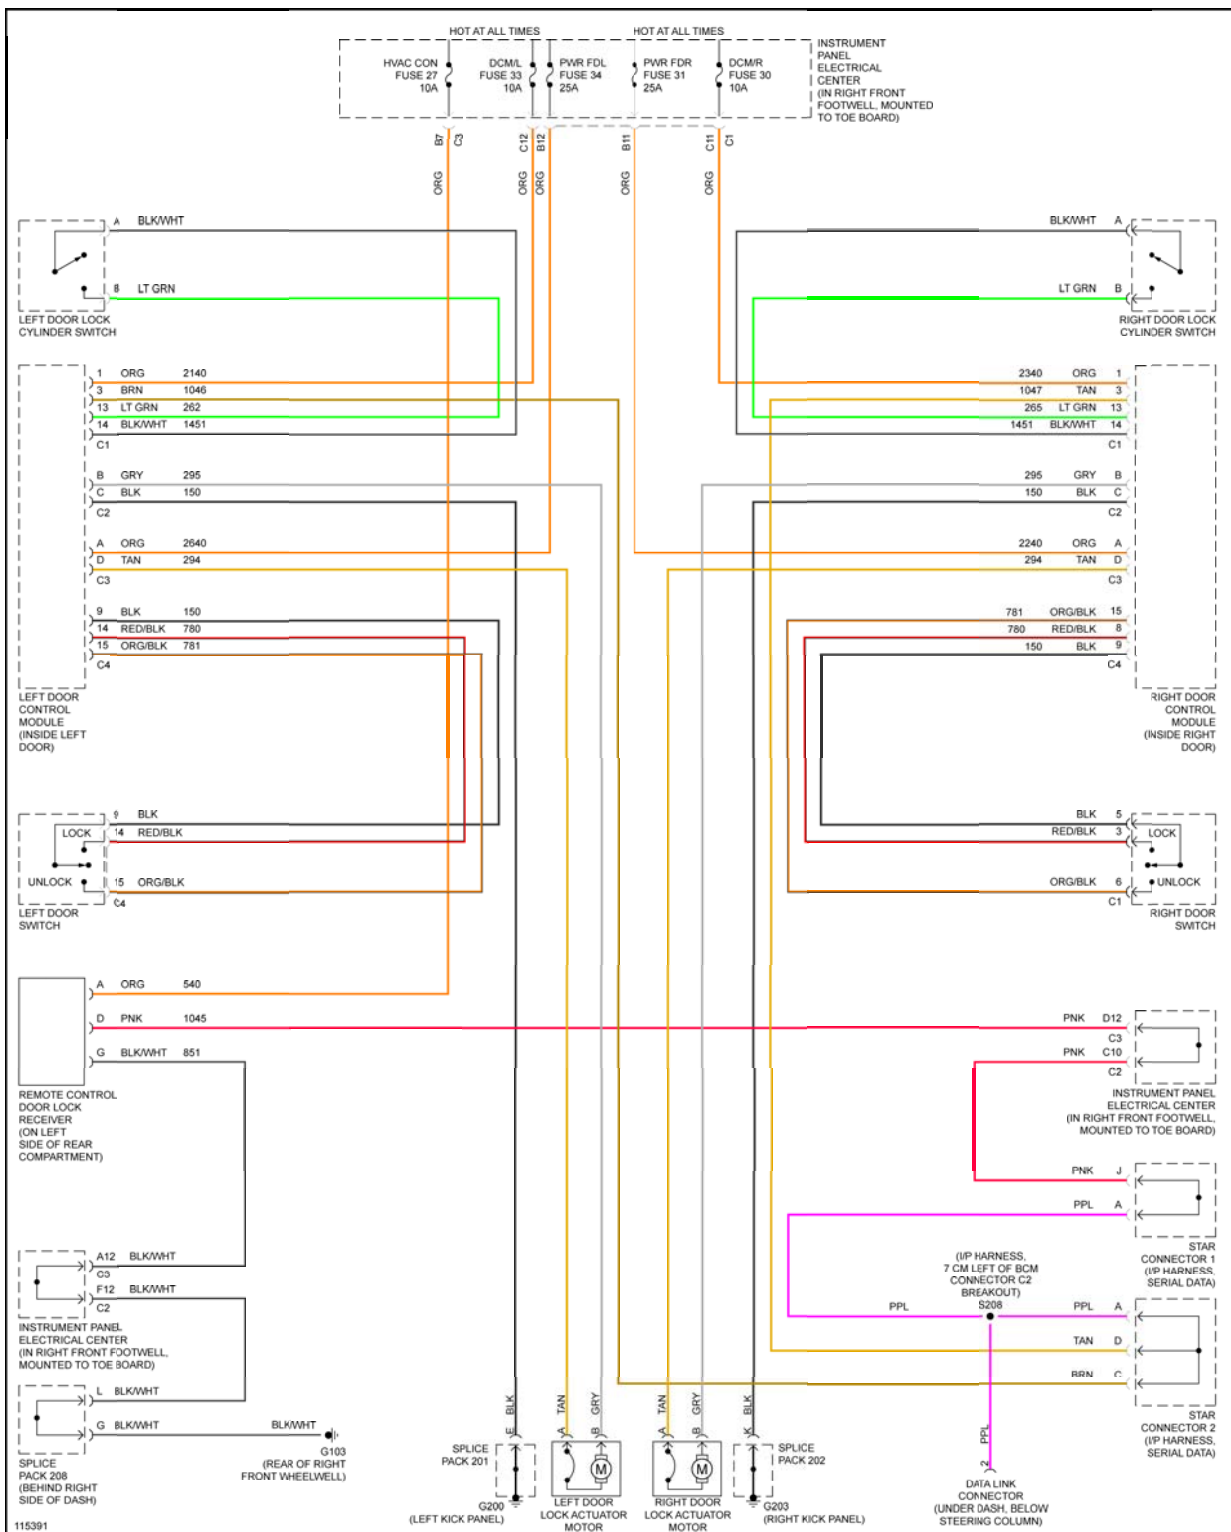 HOT AT ALL TIMES
HOT AT ALL TIMES
HVAC CON
FUSE 27
10A
DCM/L
FUSE 33
10A
PWR FDL
FUSE 34
25A
PWR FDR
FUSE 31
25A
DCM/R
FUSE 30
10A
INSTRUMENT
PANEL
ELECTRICAL
CENTER
(IN RIGHT FRONT
FOOTWELL, MOUNTED
TO TOE BOARD)
B7
C3
C12
B12
B11
C11
C1
ORG
ORG
ORG
ORG
ORG
A BLK/WHT
8 LT GRN
LEFT DOOR LOCK
CYLINDER SWITCH
BLK/WHT A
LT GRN B
RIGHT DOOR LOCK
CYLINDER SWITCH
1 ORG 2140
3 BRN 1046
13 LT GRN 262
14 BLK/WHT 1451
C1
B GRY 295
C BLK 150
C2
A ORG 2640
D TAN 294
C3
9 BLK 150
14 RED/BLK 780
15 ORG/BLK 781
C4
LEFT DOOR
CONTROL
MODULE
(INSIDE LEFT
DOOR)
2340 ORG 1
1047 TAN 3
265 LT GRN 13
1451 BLK/WHT 14
C1
295 GRY B
150 BLK C
C2
2240 ORG A
294 TAN D
C3
781 ORG/BLK 15
780 RED/BLK 8
150 BLK 9
C4
RIGHT DOOR
CONTROL
MODULE
(INSIDE RIGHT
DOOR)
9 BLK
LOCK 14 RED/BLK
UNLOCK 15 ORG/BLK
C4
LEFT DOOR
SWITCH
BLK 5
RED/BLK 3 LOCK
ORG/BLK 6 UNLOCK
C1
RIGHT DOOR
SWITCH
A ORG 540
D PNK 1045
G BLK/WHT 851
REMOTE CONTROL
DOOR LOCK
RECEIVER
(ON LEFT
SIDE OF REAR
COMPARTMENT)
PNK D12
C3
PNK C10
C2
INSTRUMENT PANEL
ELECTRICAL CENTER
(IN RIGHT FRONT FOOTWELL,
MOUNTED TO TOE BOARD)
PNK J
PPL A
STAR
CONNECTOR 1
(I/P HARNESS,
SERIAL DATA)
A12 BLK/WHT
C3
F12 BLK/WHT
C2
INSTRUMENT PANEL
ELECTRICAL CENTER
(IN RIGHT FRONT FOOTWELL,
MOUNTED TO TOE BOARD)
(I/P HARNESS,
7 CM LEFT OF BCM
CONNECTOR C2
BREAKOUT)
S208
PPL
PPL A
TAN D
BRN C
STAR
CONNECTOR 2
(I/P HARNESS,
SERIAL DATA)
L BLK/WHT
G BLK/WHT
BLK/WHT
G103
(REAR OF RIGHT
FRONT WHEELWELL)
SPLICE
PACK 208
(BEHIND RIGHT
SIDE OF DASH)
E BLK
A TAN
B GRY
A TAN
B GRY
K BLK
SPLICE
PACK 201
G200
(LEFT KICK PANEL)
M
LEFT DOOR
LOCK ACTUATOR
MOTOR
M
RIGHT DOOR
LOCK ACTUATOR
MOTOR
SPLICE
PACK 202
G203
(RIGHT KICK PANEL)
2 PPL
DATA LINK
CONNECTOR
(UNDER DASH, BELOW
STEERING COLUMN)
115391